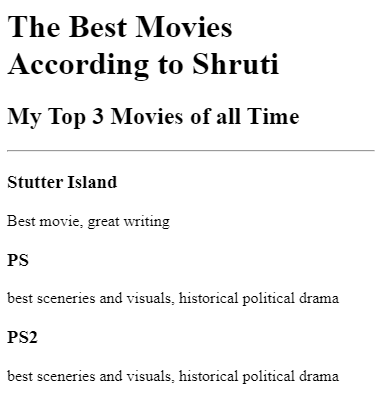 The Best Movies
According to Shruti
My Top 3 Movies of all Time
Stutter Island
Best movie, great writing
PS
best sceneries and visuals, historical political drama
PS2
best sceneries and visuals, historical political drama